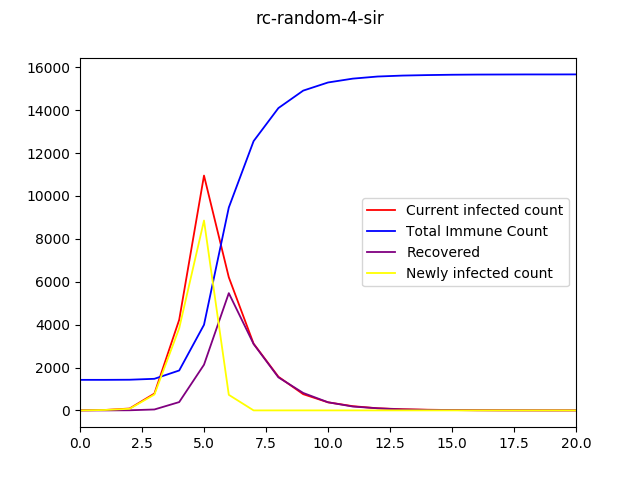 rc-random-4-sir
16000
14000
12000
10000
8000
6000
4000
2000
0
Current infected count
Total Immune Count
Recovered
Newly infected count
0.0 2.5 5.0 7.5 10.0 12.5 15.0 17.5 20.0